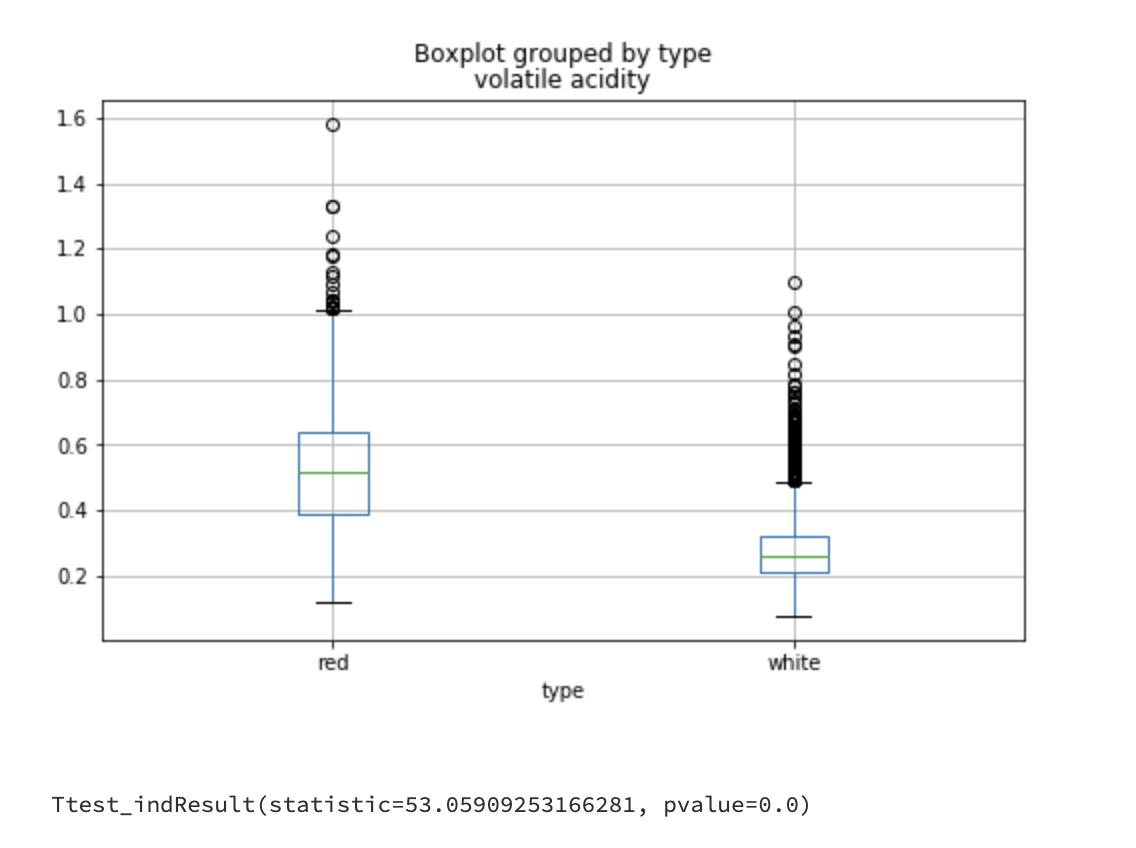 Boxplot grouped by type
volatile acidity
1.6
1.4
1.2
1.0
0.8
0.6
0.4
0.2
red white
type
Ttest_indResult(statistic=53.05909253166281, pvalue=0.0)